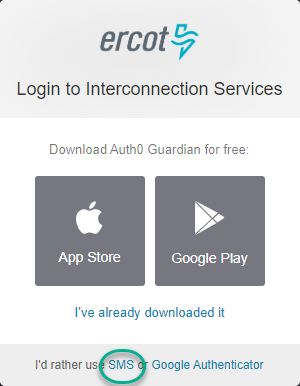 ercot
Login to Interconnection Services
Download Auth0 Guardian for free:
App Store
Google Play
I've already downloaded it
I'd rather use SMS or Google Authenticator